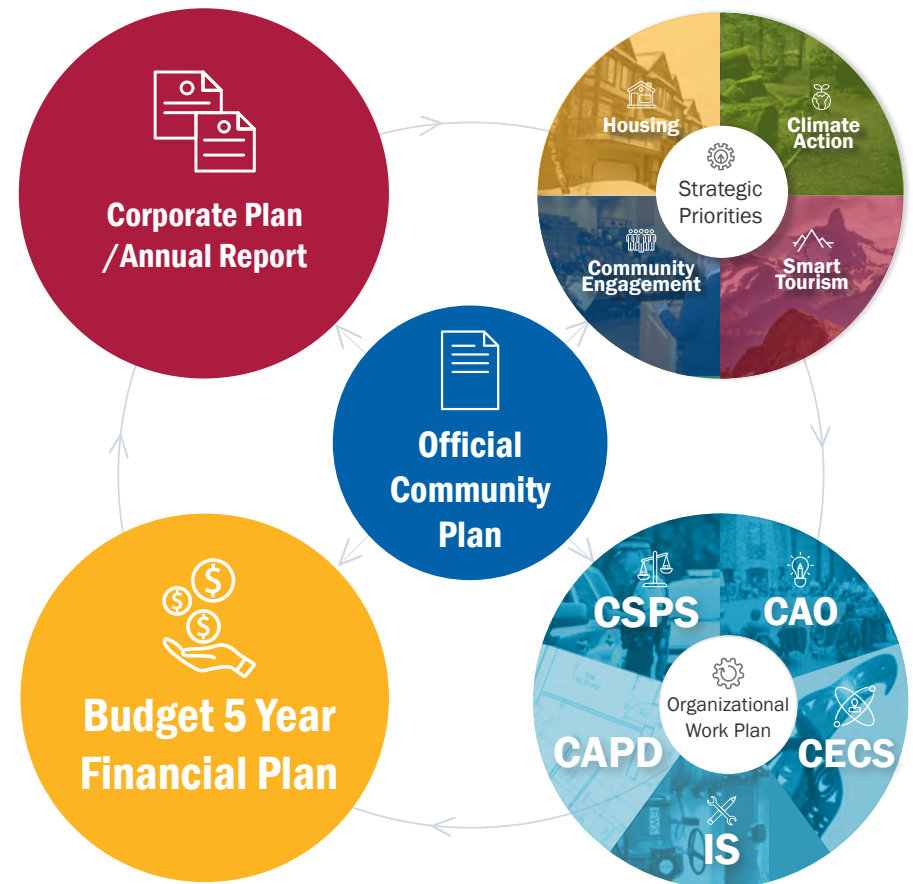 Corporate Plan
/Annual Report
Housing
Climate
Action
Strategic
Priorities
Community
Engagement
Smart
Tourism
Official
Community
Plan
$
$
$
Budget 5 Year
Financial Plan
CSPS
CAO
Organizational
Work Plan
CAPD
CECS
IS